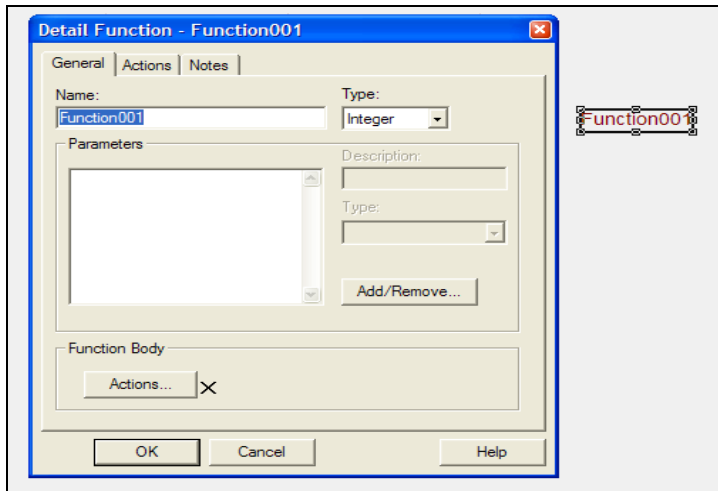 Detail Function - Function001
General Actions Notes
Name:
Type:
Function001
Integer
Function001
Parameters
Description:
Type:
Add/Remove...
Function Body
Actions...
OK Cancel Help